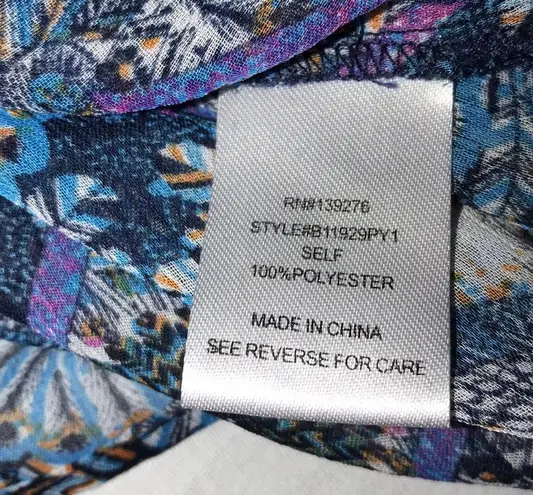 RN#139276
STYLE#B11929PY1
SELF
100%POLYESTER
MADE IN CHINA
SEE REVERSE FOR CARE